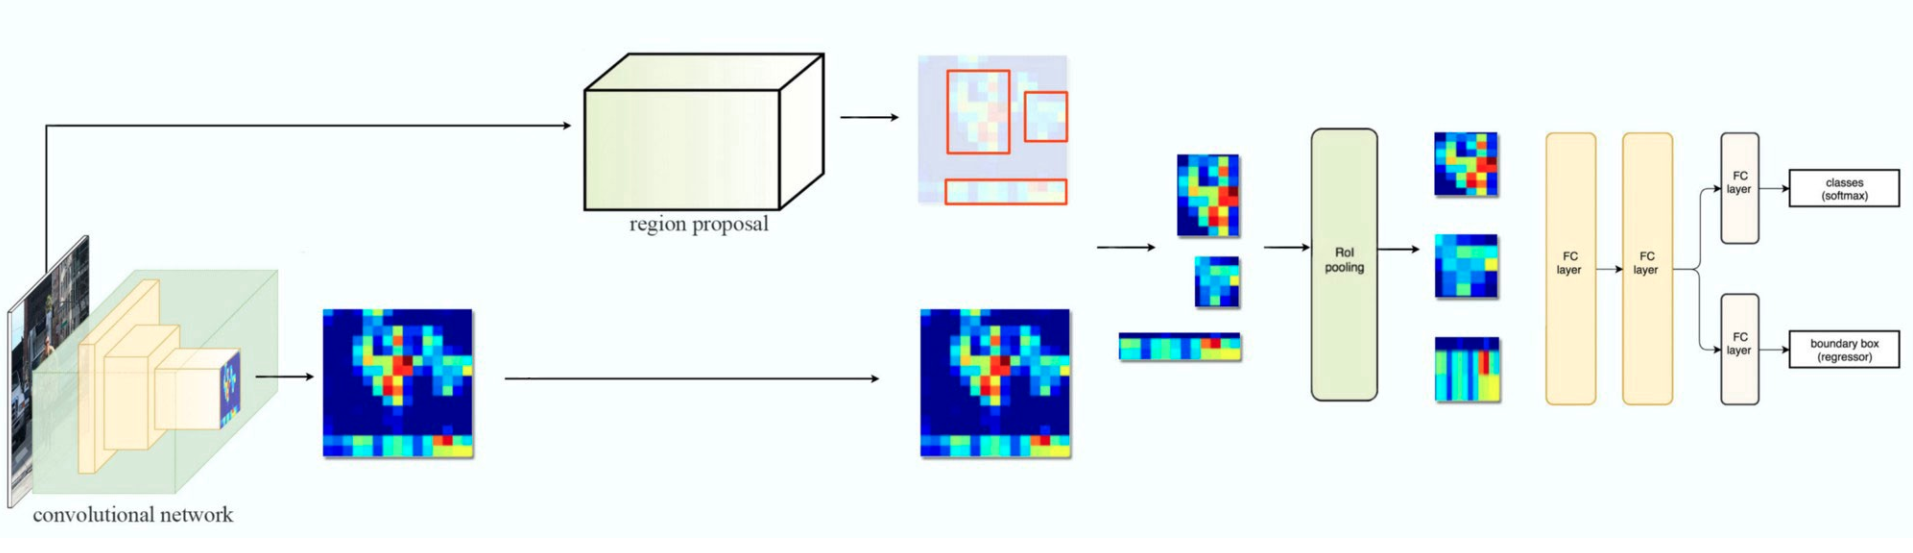 region proposal
convolutional network
RoI
pooling
FC
layer
FC
layer
FC
layer
classes
(softmax)
FC
layer
boundary box
(regressor)